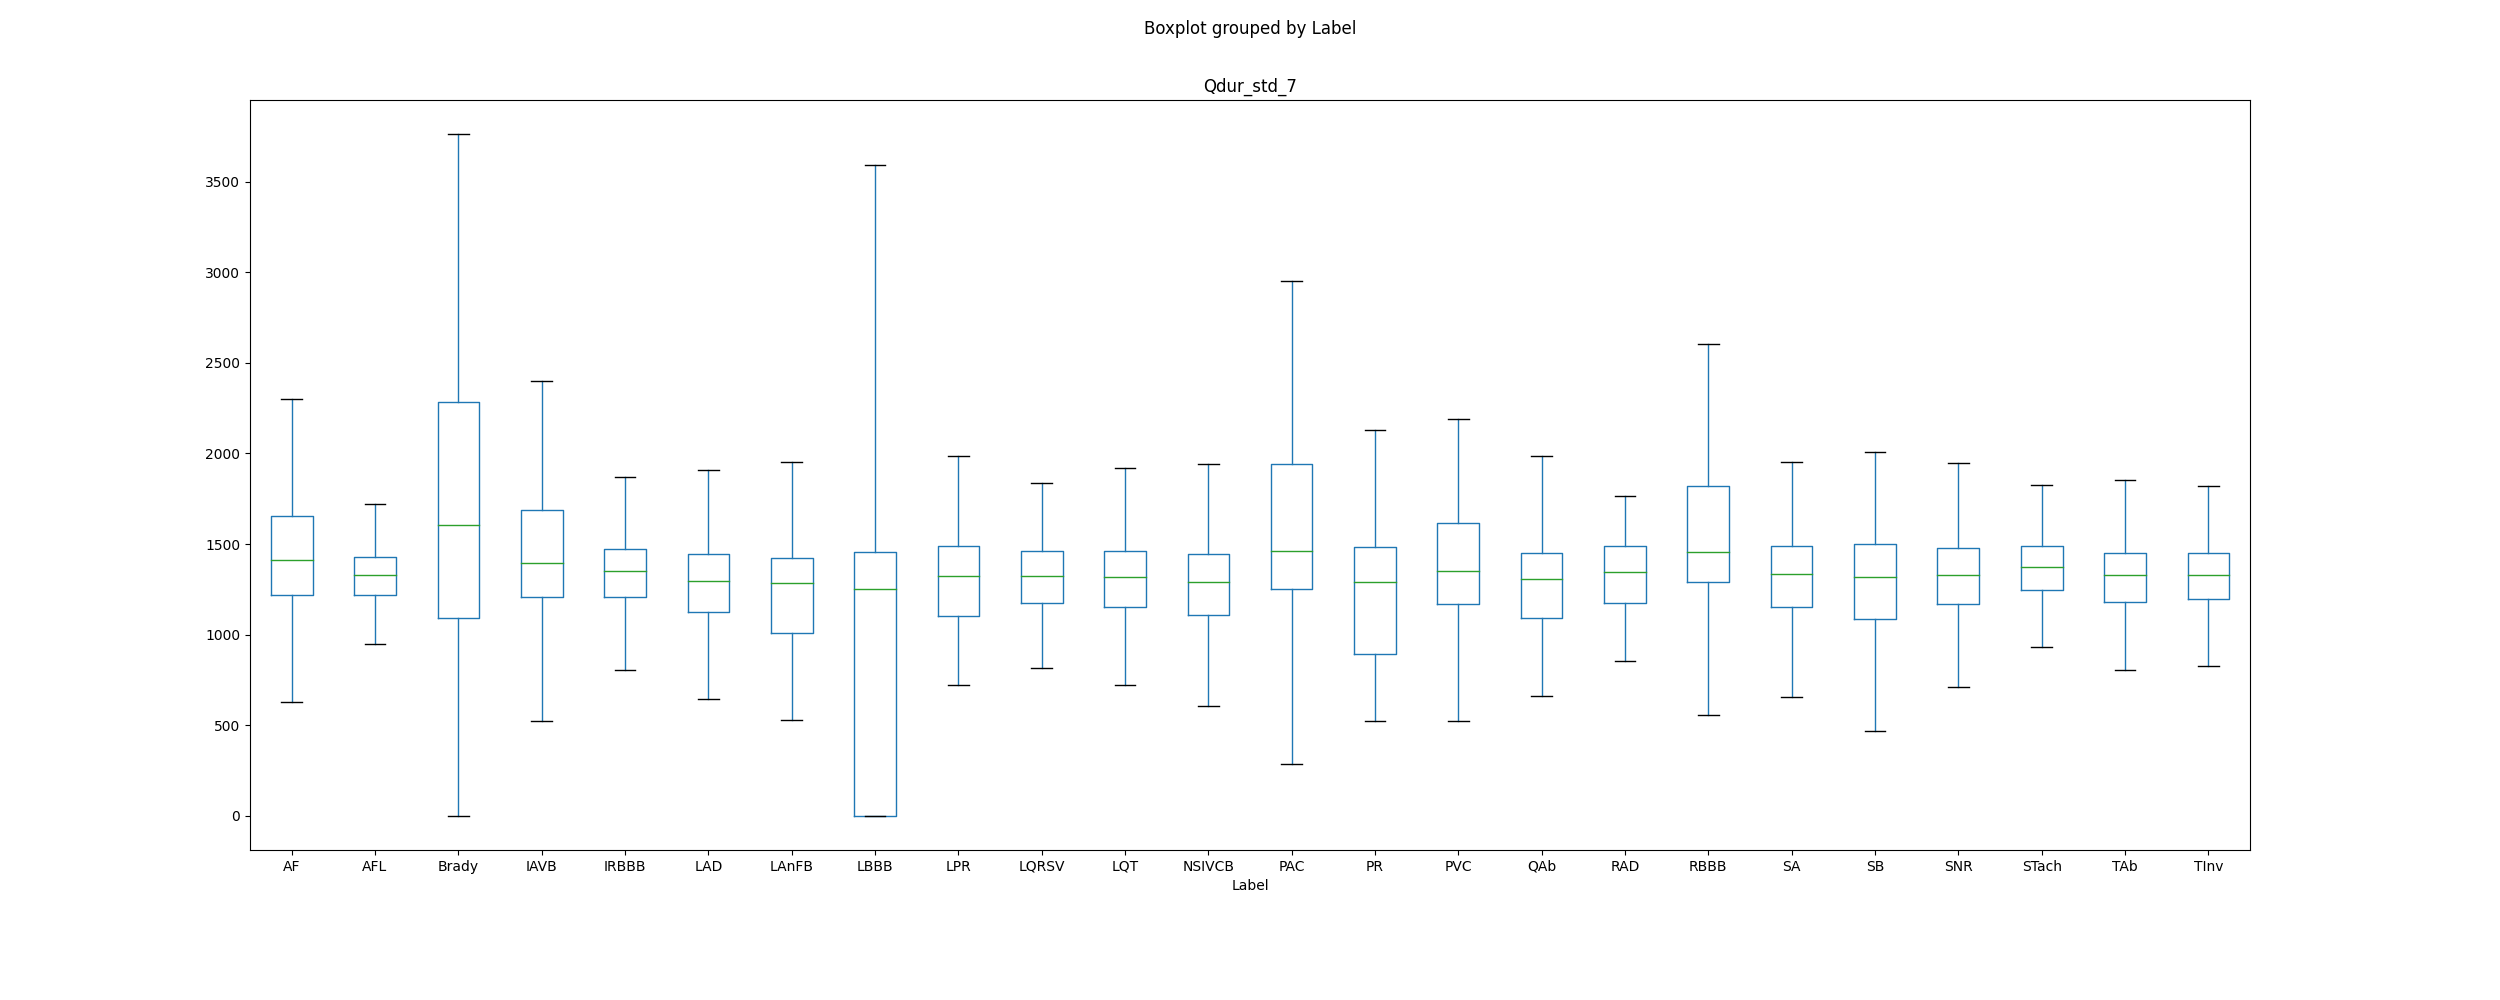 Boxplot grouped by Label
Qdur_std_7
3500
3000
2500
2000
1500
1000
500
0
AF AFL Brady IAVB IRBBB LAD LAnFB LBBB LPR LQRSV LQT NSIVCB PAC PR PVC QAb RAD RBBB SA SB SNR STach TAb TInv
Label